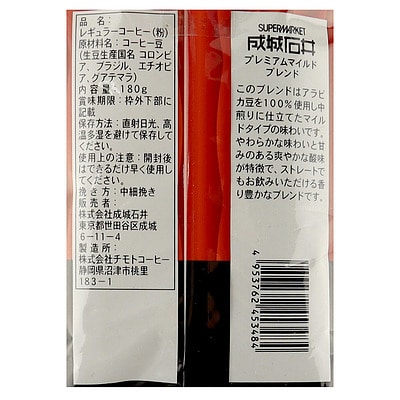 品名:
レギュラーコーヒー(粉)
原材料名:コーヒー豆
(生豆生産国名 コロンビ
ア、ブラジル、エチオピ
ア、グアテマラ)
内容量:180g
賞味期限:枠外下部に
記載
保存方法:直射日光、高
温多湿を避けて保存して
ください。
使用上の注意:開封後
はできるだけ早く使用し
てください。
挽き方:中細挽き
販売者:
株式会社成城石井
東京都世田谷区成城
6-11-4
製造所:
株式会社チモトコーヒー
静岡県沼津市桃里
183-1
SUPERMARKET
成城石井
プレミアムマイルド
ブレンド
このブレンドはアラビ
カ豆を100%使用し中
煎りに仕立てたマイル
ドタイプの味わいです。
やわらかな味わいと甘
みのある爽やかな酸味
が特徴で、ストレートで
もお飲みいただける香
り豊かなブレンドです。
4 953762 453484